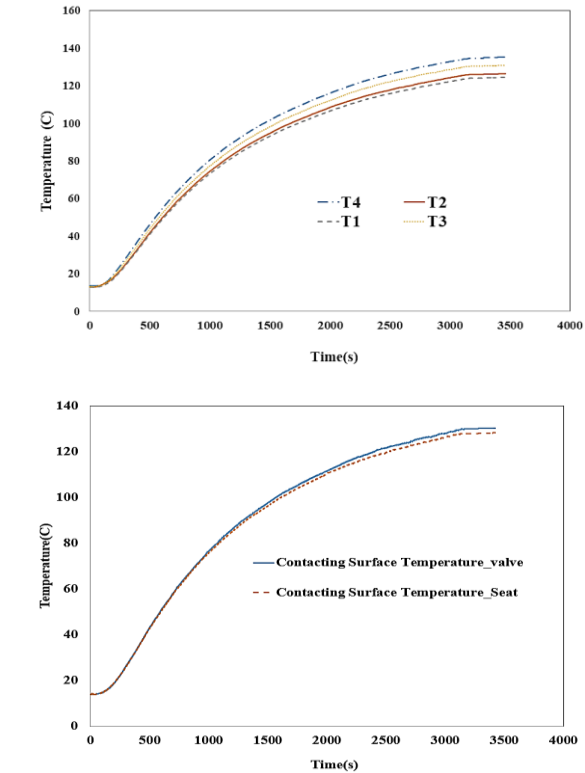 160
140
120
100
80
60
40
20
0
Temperature (C)
T4 T2
T1 T3
0 500 1000 1500 2000 2500 3000 3500 4000
Time(s)
140
120
100
80
60
40
20
0
Temperature(C)
Contacting Surface Temperature_valve
Contacting Surface Temperature_Seat
0 500 1000 1500 2000 2500 3000 3500 4000
Time(s)